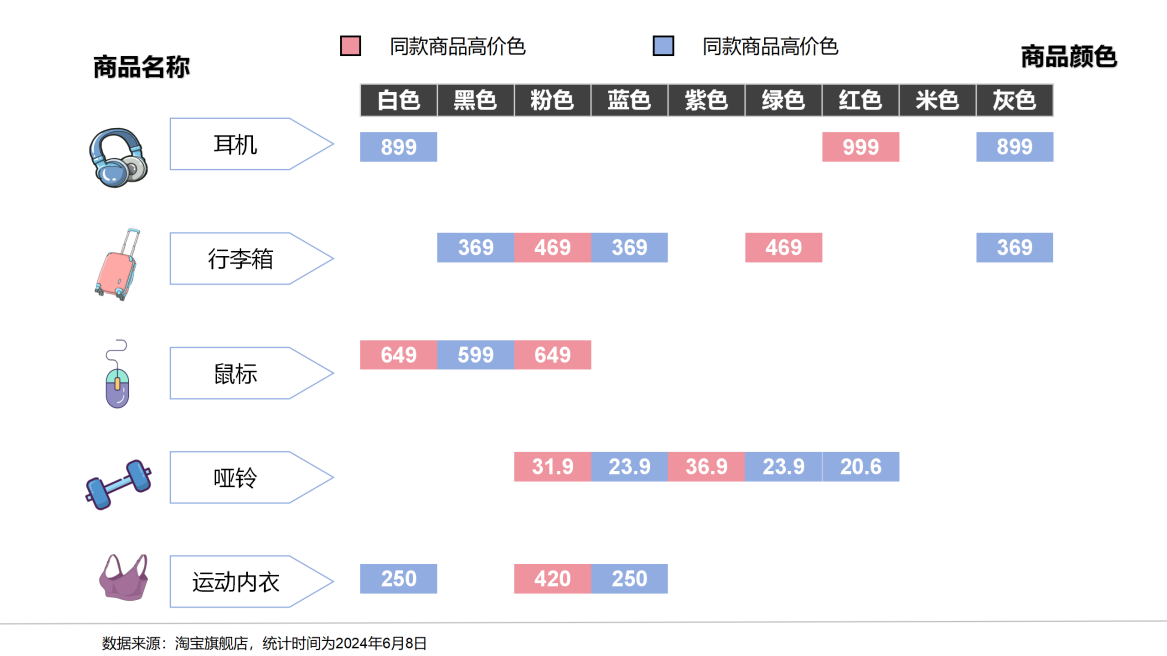 同款商品高价色 同款商品高价色
商品名称 商品颜色
白色 黑色 粉色 蓝色 紫色 绿色 红色 米色 灰色
耳机 899 999 899
行李箱 369 469 369 469 369
鼠标 649 599 649
哑铃 31.9 23.9 36.9 23.9 20.6
运动内衣 250 420 250
数据来源：淘宝旗舰店，统计时间为2024年6月8日